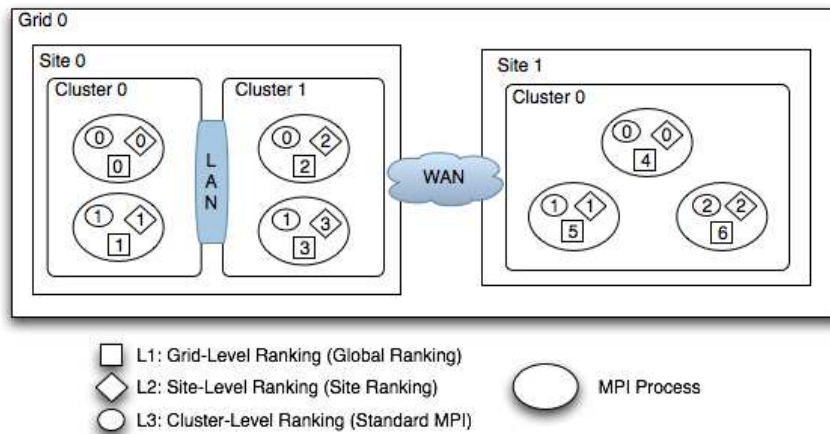 Grid 0
Site 0
Site 1
Cluster 0
Cluster 1
Cluster 0
0 0
0
1 1
1
L
A
N
0 2
2
1 3
3
WAN
0 0
4
1 1
5
2 2
6
L1: Grid-Level Ranking (Global Ranking)
L2: Site-Level Ranking (Site Ranking)
L3: Cluster-Level Ranking (Standard MPI)
MPI Process